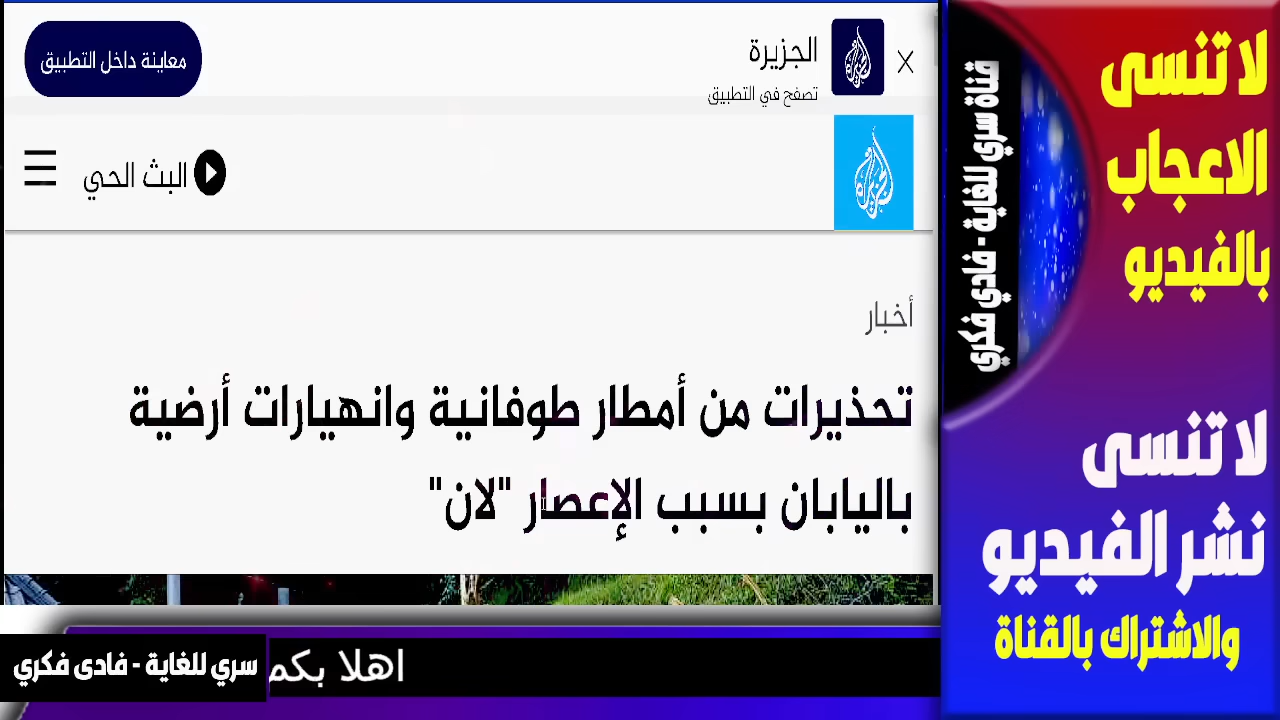 الجزيرة
تصفح في التطبيق
معاينة داخل التطبيق
البث الحي
أخبار
تحذيرات من أمطار طوفانية وانهيارات أرضية
باليابان بسبب الإعصار "لان"
لا تنسى
الاعجاب
بالفيديو
قناة سري للغاية - فادي فكري
لا تنسى
نشر الفيديو
والاشتراك بالقناة
اهلا بكم
سري للغاية - فادى فكري